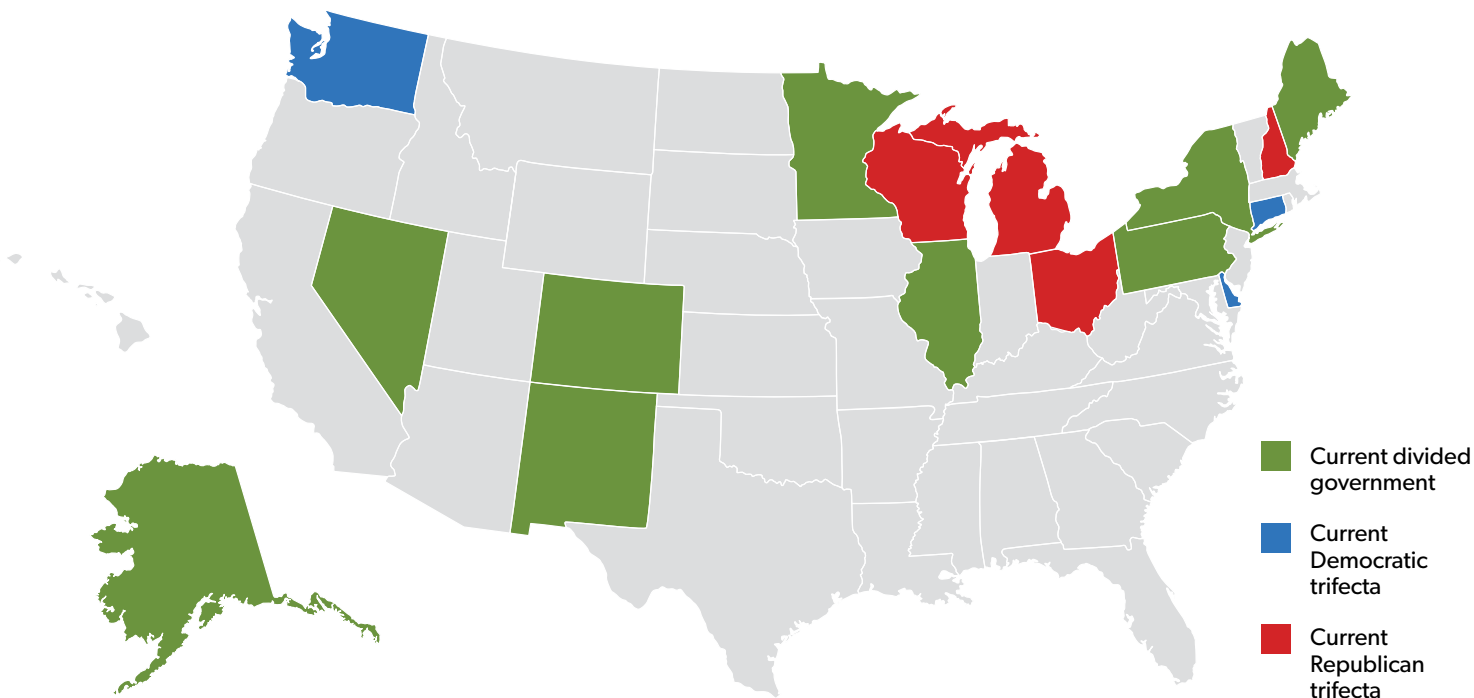 Current divided
government
Current
Democratic
trifecta
Current
Republican
trifecta